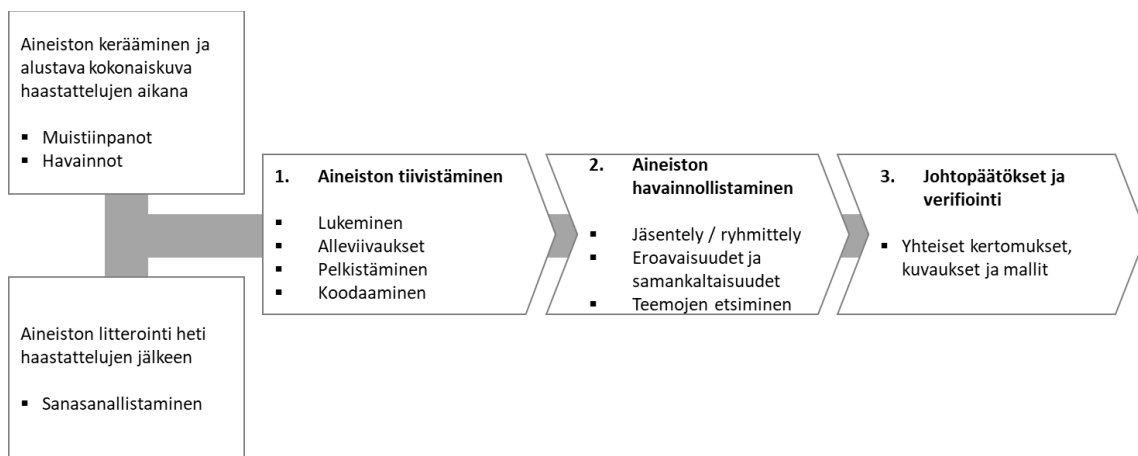 Aineiston kerääminen ja
alustava kokonaiskuva
haastattelujen aikana
▪ Muistiinpanot
▪ Havainnot
Aineiston litterointi heti
haastattelujen jälkeen
▪ Sanasanallistaminen
1. Aineiston tiivistäminen
▪ Lukeminen
▪ Alleviivaukset
▪ Pelkistäminen
▪ Koodaaminen
2. Aineiston
havainnollistaminen
▪ Jäsentely / ryhmittely
▪ Eroavaisuudet ja
samankaltaisuudet
▪ Teemojen etsiminen
3. Johtopäätökset ja
verifiointi
▪ Yhteiset kertomukset,
kuvaukset ja mallit